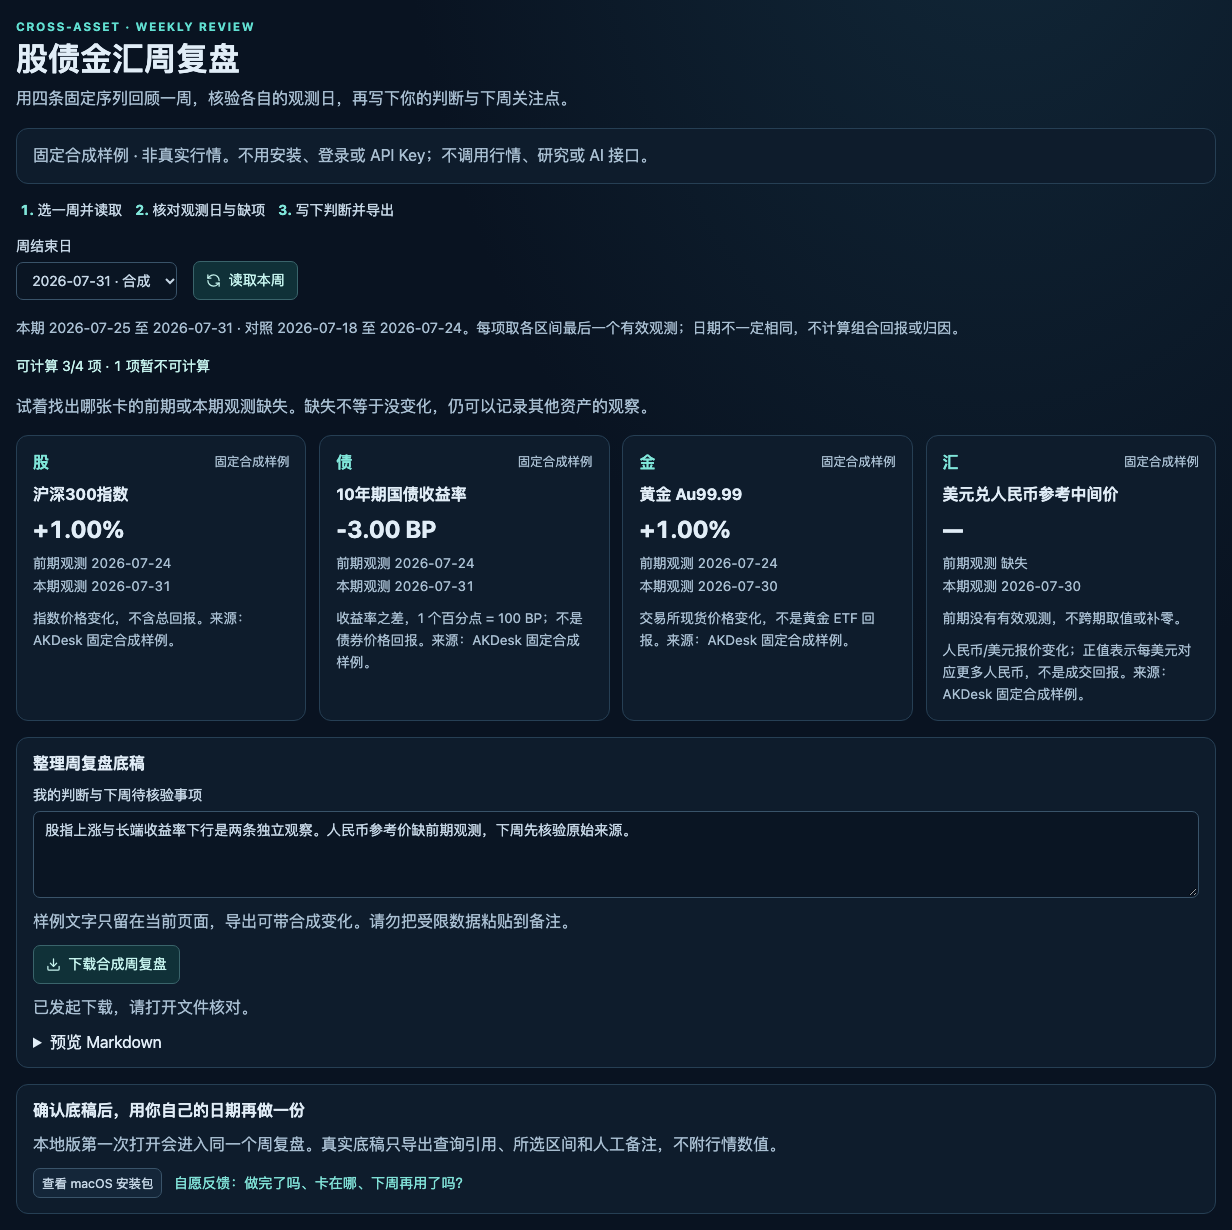 CROSS-ASSET · WEEKLY REVIEW
股债金汇周复盘
用四条固定序列回顾一周，核验各自的观测日，再写下你的判断与下周关注点。
固定合成样例 · 非真实行情。不用安装、登录或 API Key；不调用行情、研究或 AI 接口。
1. 选一周并读取 2. 核对观测日与缺项 3. 写下判断并导出
周结束日
2026-07-31 · 合成 读取本周
本期 2026-07-25 至 2026-07-31 · 对照 2026-07-18 至 2026-07-24。每项取各区间最后一个有效观测；日期不一定相同，不计算组合回报或归因。
可计算 3/4 项 · 1 项暂不可计算
试着找出哪张卡的前期或本期观测缺失。缺失不等于没变化，仍可以记录其他资产的观察。
股 固定合成样例
沪深300指数
+1.00%
前期观测 2026-07-24
本期观测 2026-07-31
指数价格变化，不含总回报。来源：
AKDesk 固定合成样例。
债 固定合成样例
10年期国债收益率
-3.00 BP
前期观测 2026-07-24
本期观测 2026-07-31
收益率之差，1 个百分点 = 100 BP；不是
债券价格回报。来源：AKDesk 固定合成
样例。
金 固定合成样例
黄金 Au99.99
+1.00%
前期观测 2026-07-24
本期观测 2026-07-30
交易所现货价格变化，不是黄金 ETF 回
报。来源：AKDesk 固定合成样例。
汇 固定合成样例
美元兑人民币参考中间价
—
前期观测 缺失
本期观测 2026-07-30
前期没有有效观测，不跨期取值或补零。
人民币/美元报价变化；正值表示每美元对
应更多人民币，不是成交回报。来源：
AKDesk 固定合成样例。
整理周复盘底稿
我的判断与下周待核验事项
股指上涨与长端收益率下行是两条独立观察。人民币参考价缺前期观测，下周先核验原始来源。
样例文字只留在当前页面，导出可带合成变化。请勿把受限数据粘贴到备注。
下载合成周复盘
已发起下载，请打开文件核对。
预览 Markdown
确认底稿后，用你自己的日期再做一份
本地版第一次打开会进入同一个周复盘。真实底稿只导出查询引用、所选区间和人工备注，不附行情数值。
查看 macOS 安装包 自愿反馈：做完了吗、卡在哪、下周再用了吗？